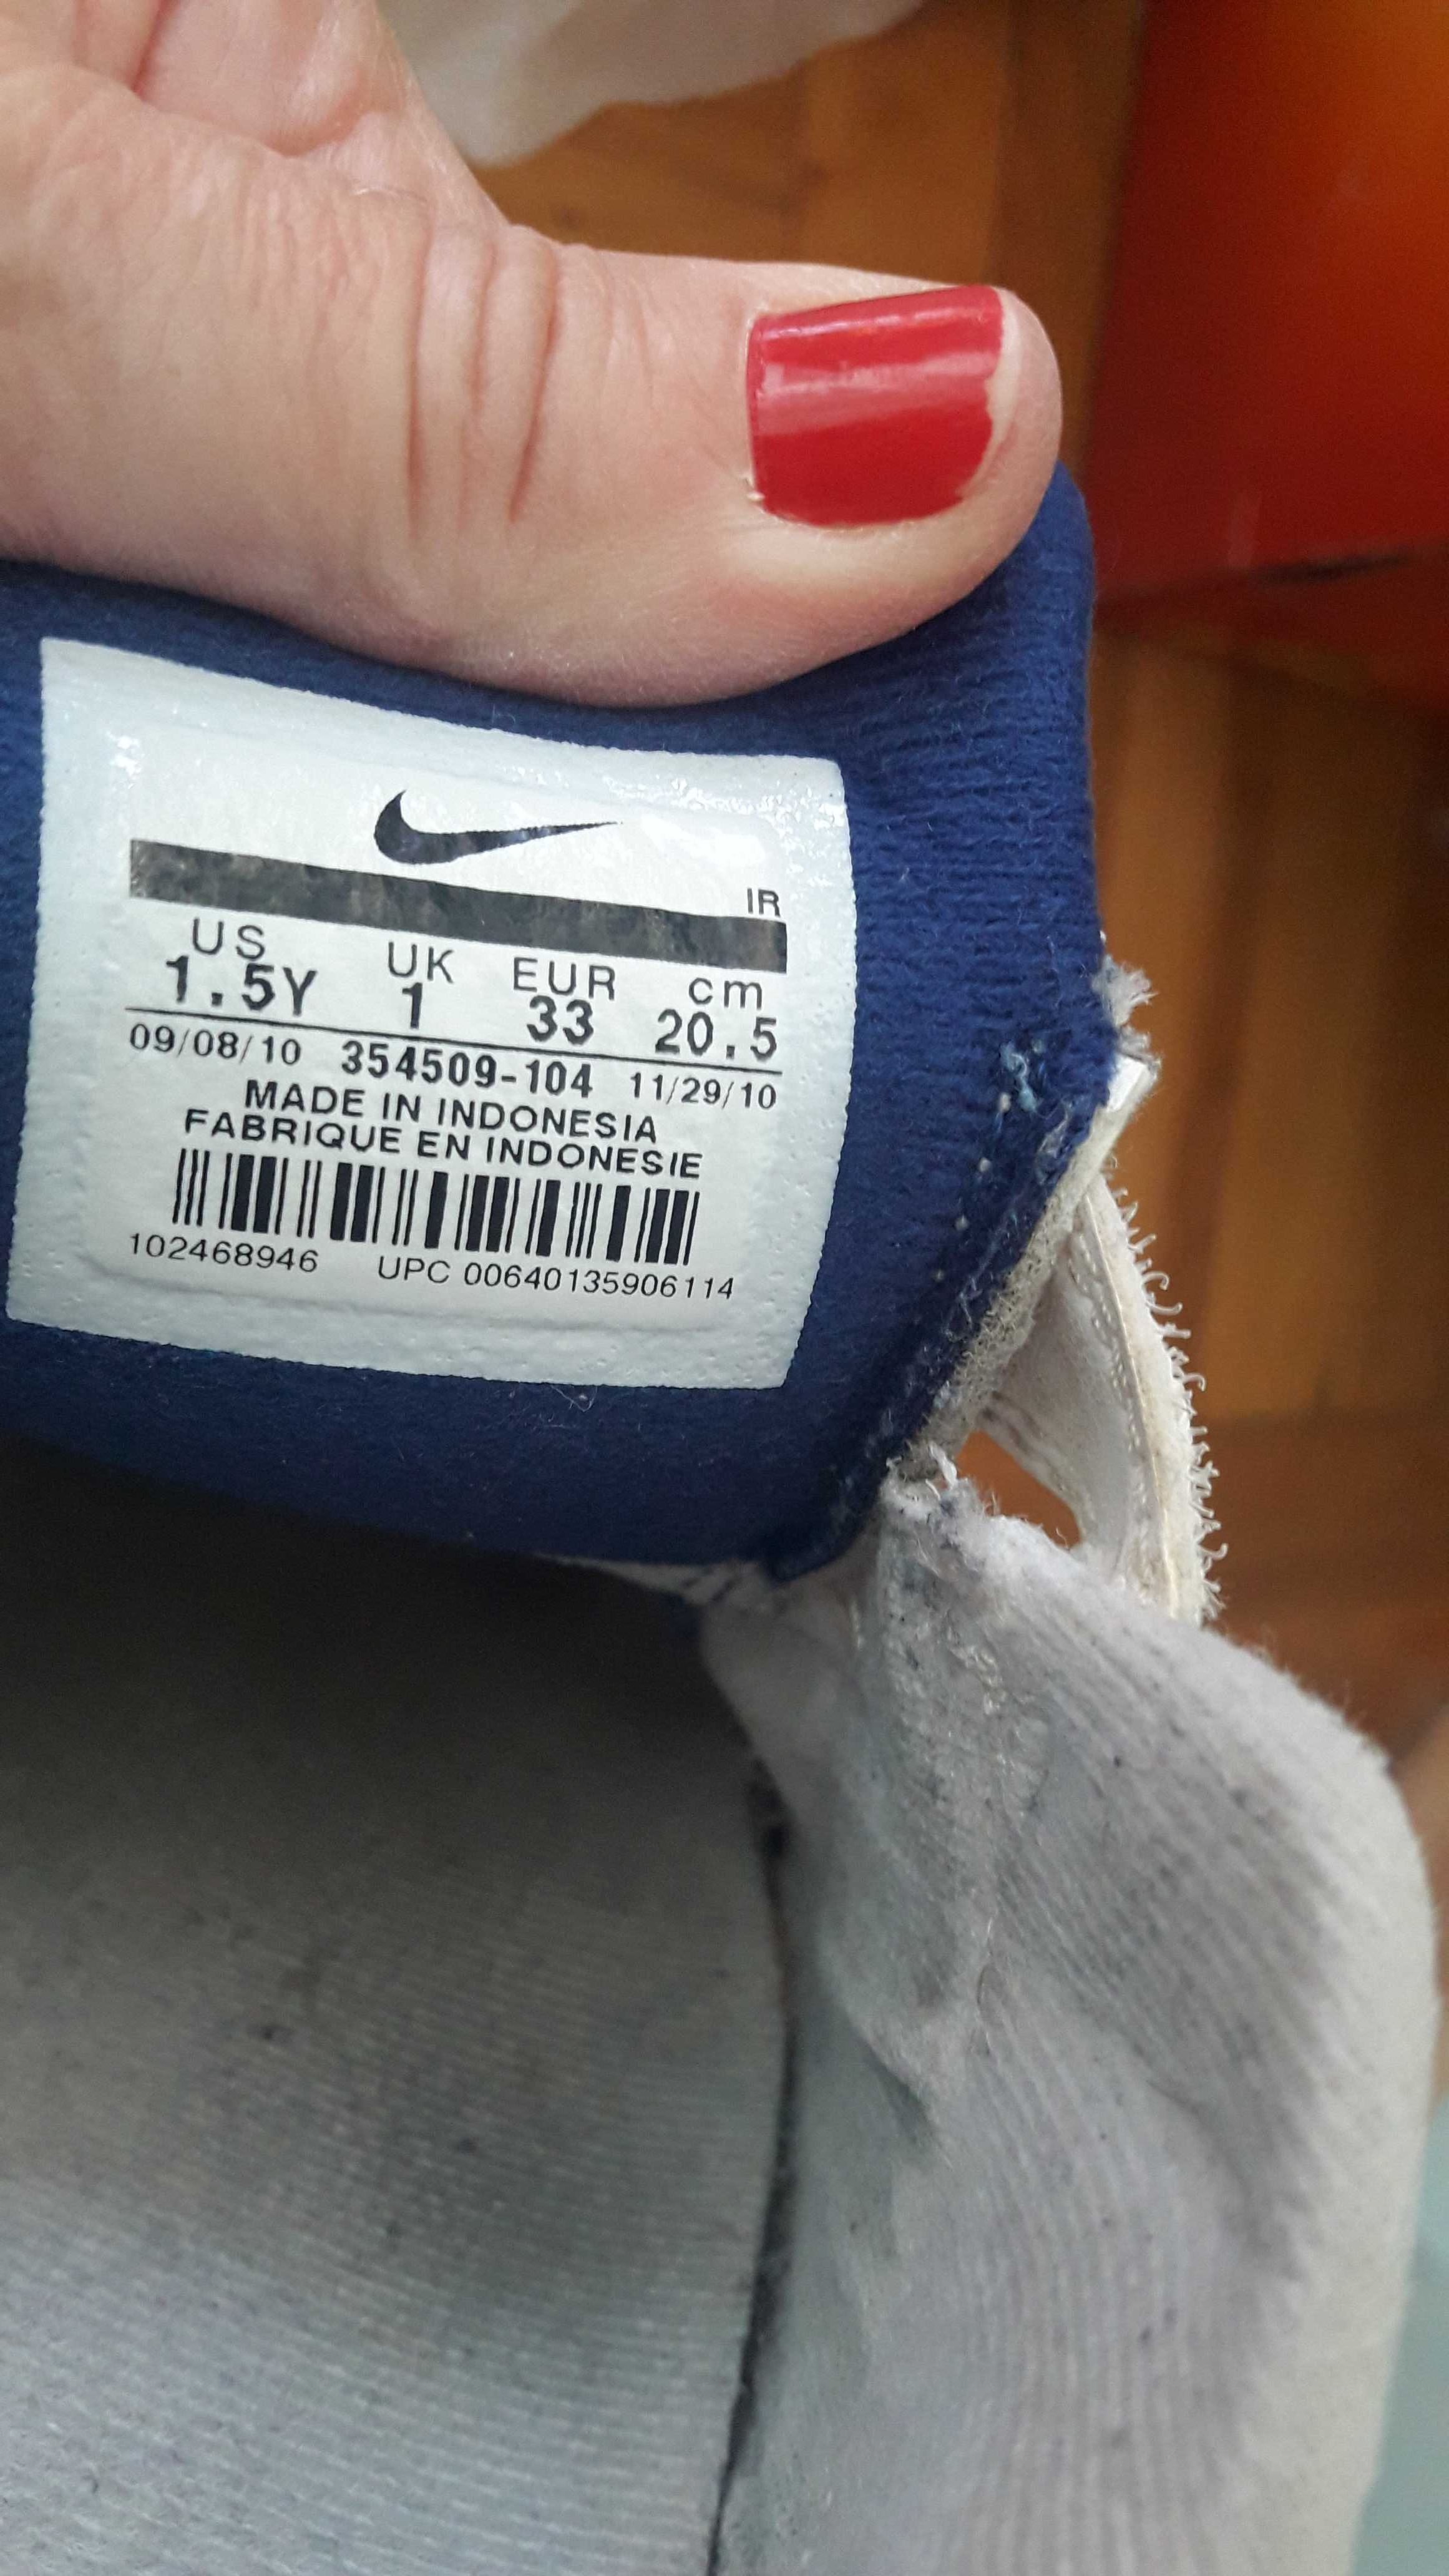 IR
US UK EUR cm
1.5Y 1 33 20.5
09/08/10 354509-104 11/29/10
MADE IN INDONESIA
FABRIQUE EN INDONESIE
102468946 UPC 00640135906114